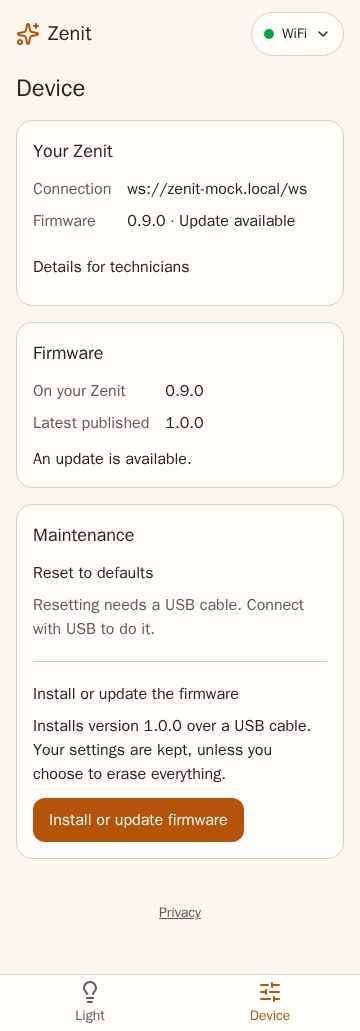 Zenit
WiFi
Device
Your Zenit
Connection ws://zenit-mock.local/ws
Firmware 0.9.0 · Update available
Details for technicians
Firmware
On your Zenit 0.9.0
Latest published 1.0.0
An update is available.
Maintenance
Reset to defaults
Resetting needs a USB cable. Connect
with USB to do it.
Install or update the firmware
Installs version 1.0.0 over a USB cable.
Your settings are kept, unless you
choose to erase everything.
Install or update firmware
Privacy
Light Device